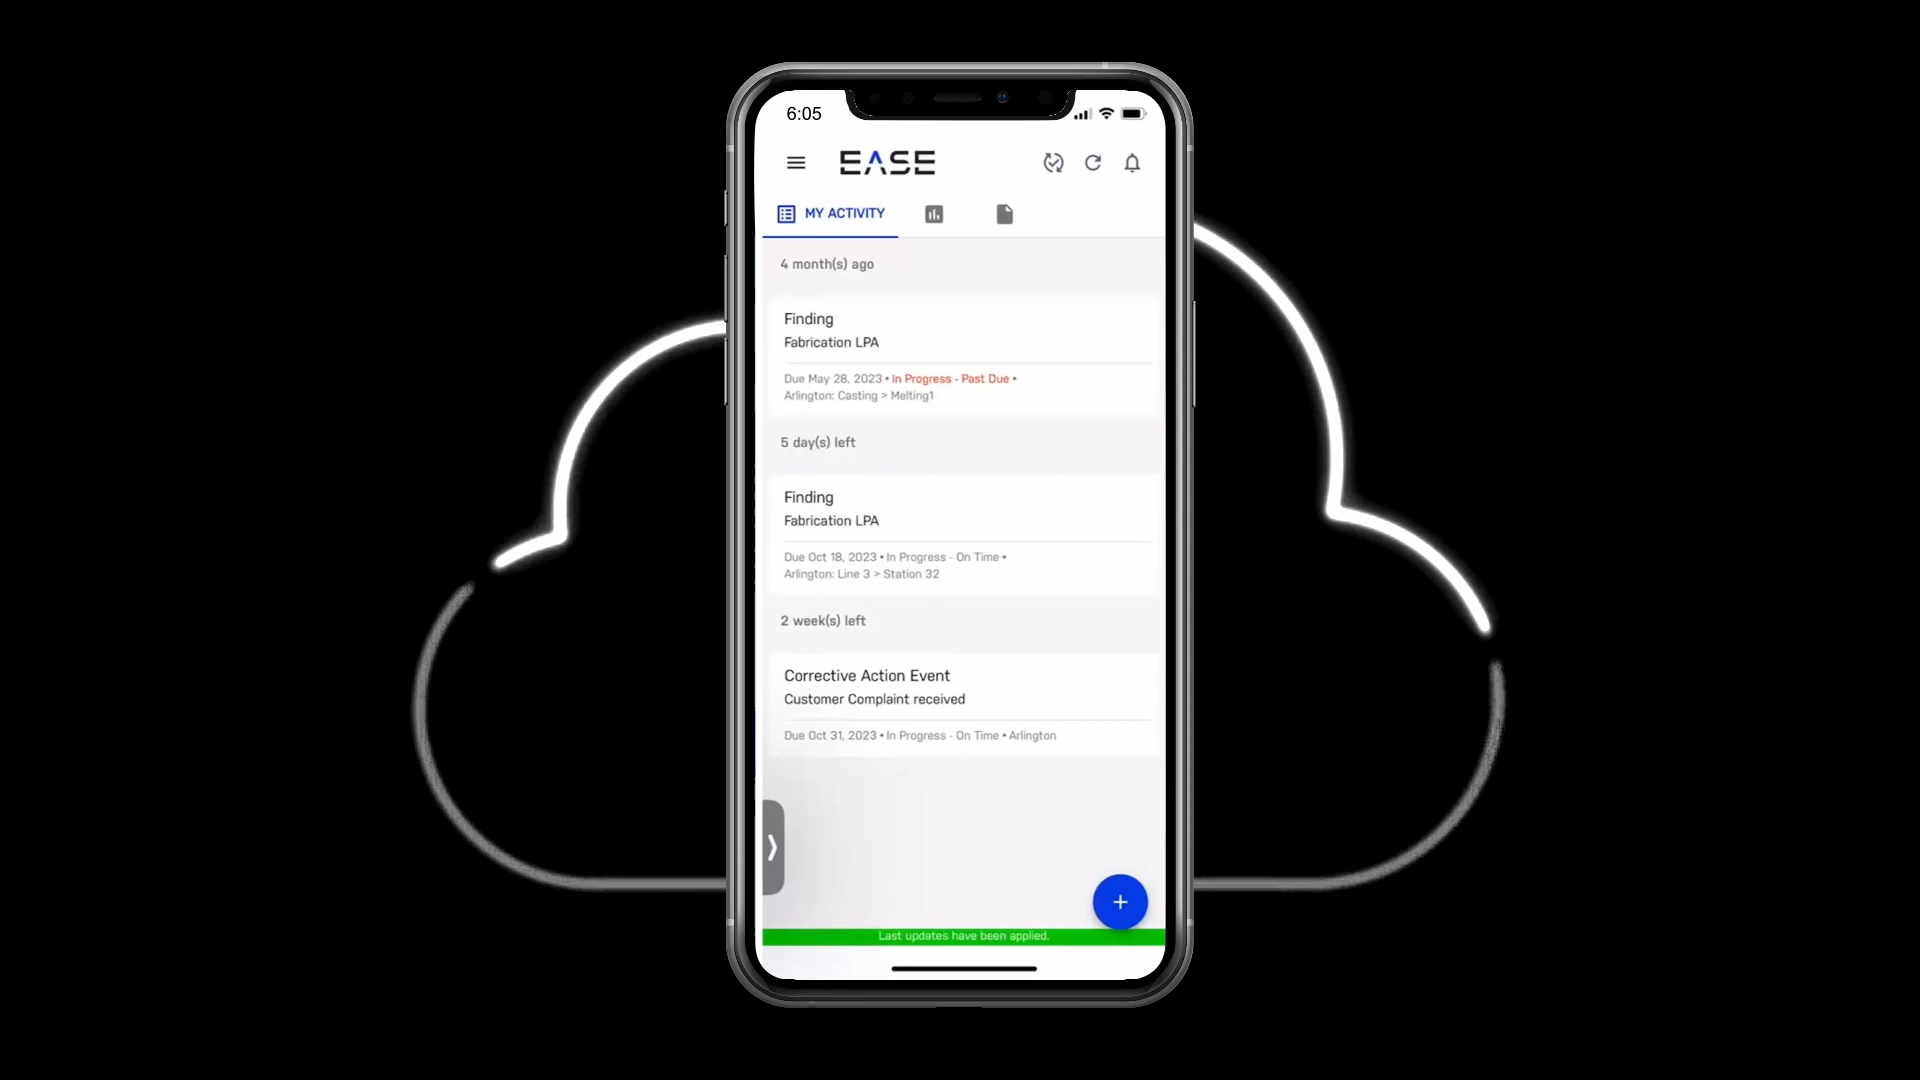 6:05
EASE
MY ACTIVITY
4 month(s) ago
Finding
Fabrication LPA
Due May 28, 2023 • In Progress - Past Due •
Arlington: Casting > Melting1
5 day(s) left
Finding
Fabrication LPA
Due Oct 18, 2023 • In Progress - On Time •
Arlington: Line 3 > Station 32
2 week(s) left
Corrective Action Event
Customer Complaint received
Due Oct 31, 2023 • In Progress - On Time • Arlington
Last updates have been applied.